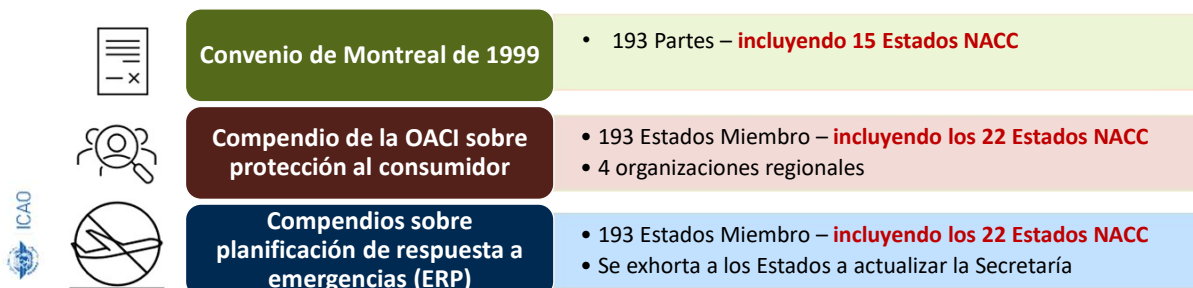 Convenio de Montreal de 1999
• 193 Partes – incluyendo 15 Estados NACC
Compendio de la OACI sobre
protección al consumidor
• 193 Estados Miembro – incluyendo los 22 Estados NACC
• 4 organizaciones regionales
Compendios sobre
planificación de respuesta a
emergencias (ERP)
• 193 Estados Miembro – incluyendo los 22 Estados NACC
• Se exhorta a los Estados a actualizar la Secretaría
ICAO